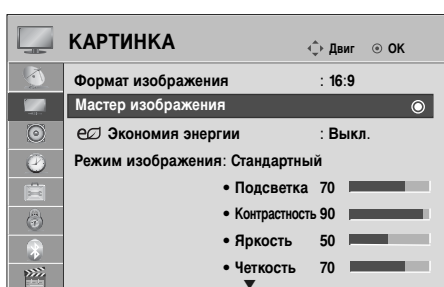 КАРТИНКА Двиг ОК
Формат изображения : 16:9
Мастер изображения
Экономия энергии : Выкл.
Режим изображения: Стандартный
• Подсветка 70
• Контрастность 90
• Яркость 50
• Четкость 70